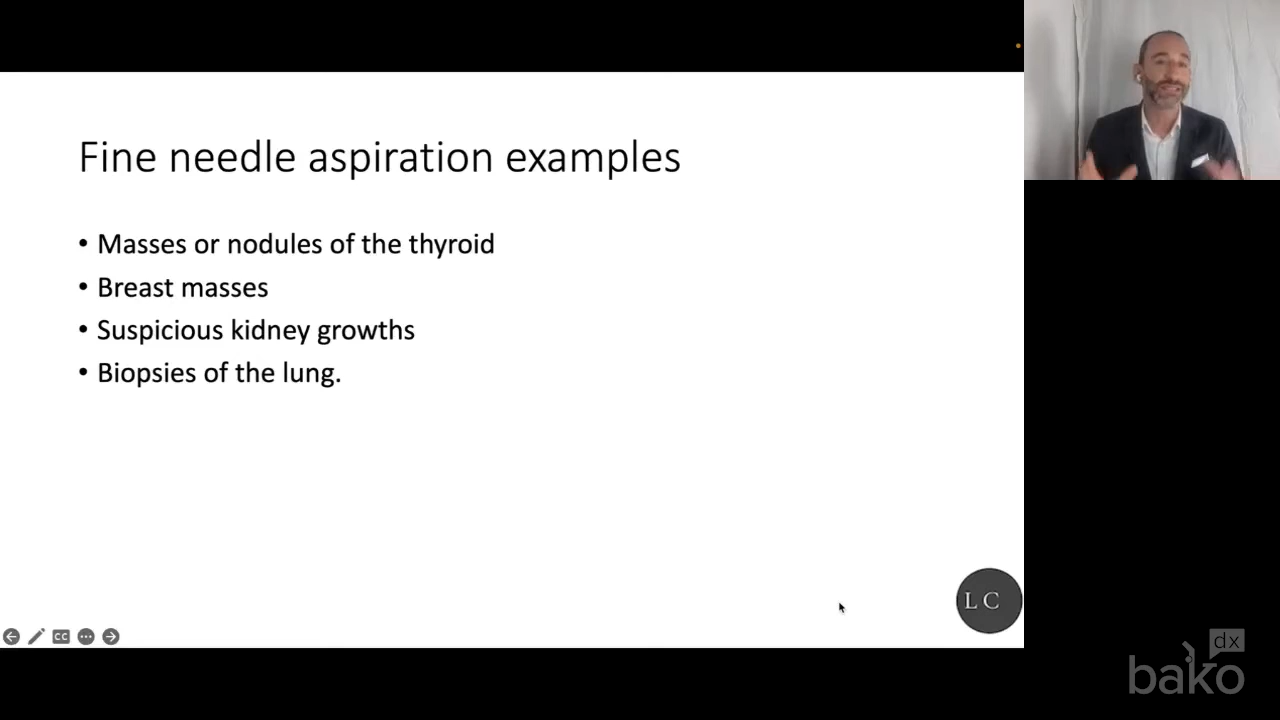 Fine needle aspiration examples
• Masses or nodules of the thyroid
• Breast masses
• Suspicious kidney growths
• Biopsies of the lung.
LC
CC
dx
bako